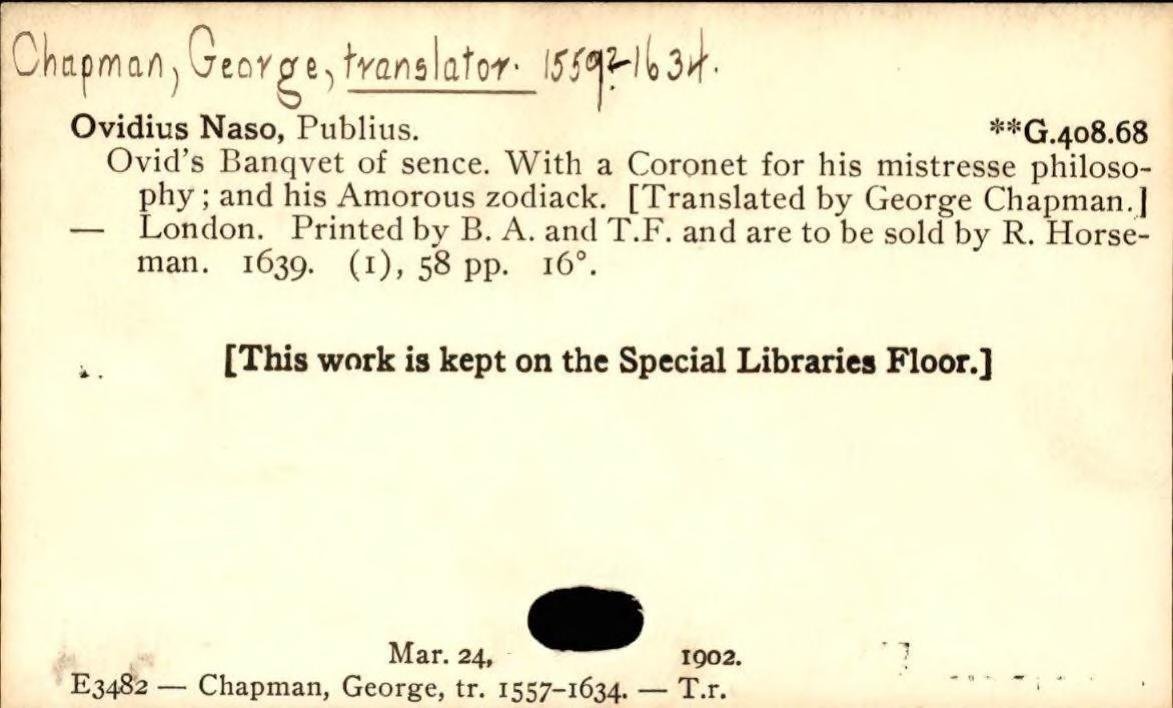 Chapman, George, translator. 1559?-1634.
Ovidius Naso, Publius. **G.408.68
Ovid's Banqvet of sence. With a Coronet for his mistresse philoso-
phy; and his Amorous zodiack. [Translated by George Chapman.]
— London. Printed by B. A. and T.F. and are to be sold by R. Horse-
man. 1639. (1), 58 pp. 16°.
[This work is kept on the Special Libraries Floor.]
Mar. 24, 1902.
E3482 — Chapman, George, tr. 1557-1634. — T.r.